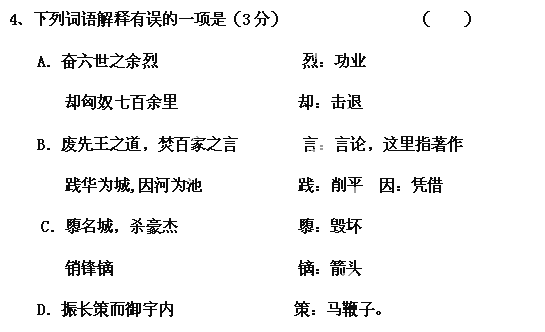 4、下列词语解释有误的一项是（3分） （ ）
A．奋六世之余烈 烈：功业
却匈奴七百余里 却：击退
B．废先王之道，焚百家之言 言：言论，这里指著作
践华为城,因河为池 践：削平 因：凭借
C．隳名城，杀豪杰 隳：毁坏
销锋镝 镝：箭头
D．振长策而御宇内 策：马鞭子。